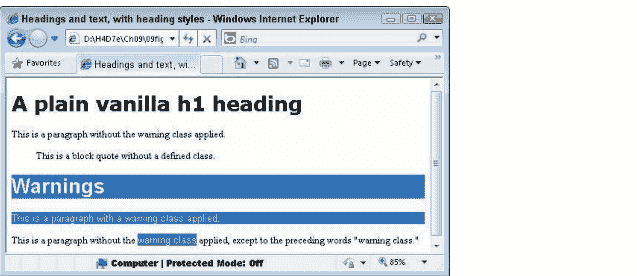 Headings and text, with heading styles - Windows Internet Explorer
D:\H4D7e\Ch09\09fig
Bing
Favorites
Headings and text, wi...
Page
Safety
A plain vanilla h1 heading
This is a paragraph without the warning class applied.
This is a block quote without a defined class.
Warnings
This is a paragraph with a warning class applied.
This is a paragraph without the warning class applied, except to the preceding words "warning class."
Computer | Protected Mode: Off
85%